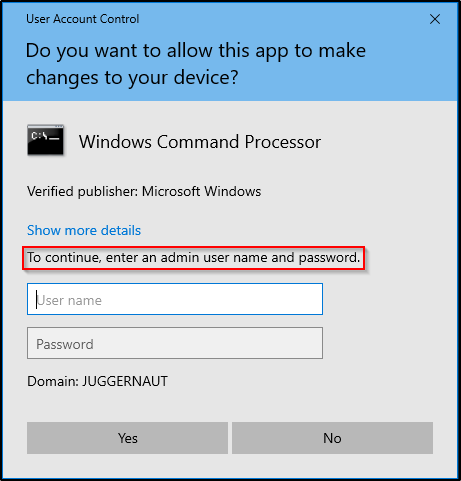 User Account Control
Do you want to allow this app to make
changes to your device?
C:\_
Windows Command Processor
Verified publisher: Microsoft Windows
Show more details
To continue, enter an admin user name and password.
User name
Password
Domain: JUGGERNAUT
Yes
No